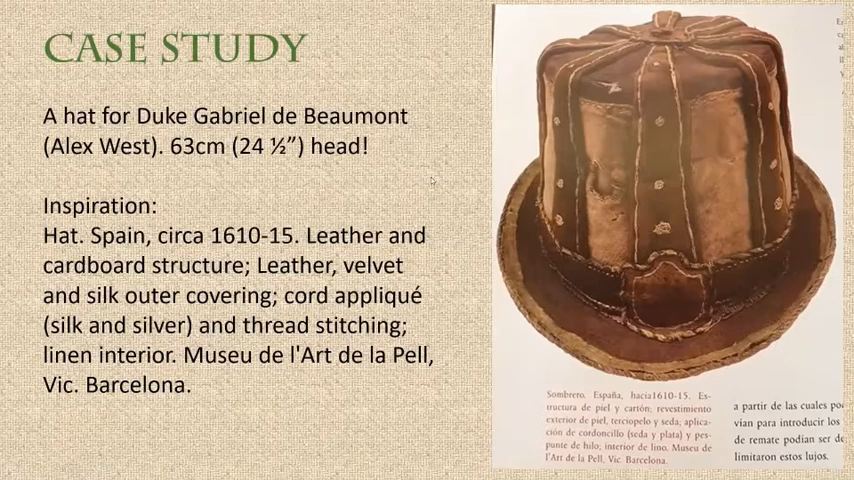 CASE STUDY
A hat for Duke Gabriel de Beaumont
(Alex West). 63cm (24 ½”) head!
Inspiration:
Hat. Spain, circa 1610-15. Leather and
cardboard structure; Leather, velvet
and silk outer covering; cord appliqué
(silk and silver) and thread stitching;
linen interior. Museu de l'Art de la Pell,
Vic. Barcelona.
Sombrero. España, hacia1610-15. Es-
tructura de piel y cartón; revestimiento
exterior de piel, terciopelo y seda; aplica-
ción de cordoncillo (seda y plata) y pes-
punte de hilo; interior de lino. Museu de
l'Art de la Pell, Vic. Barcelona.
a partir de las cuales
vían para introducir los
de remate podían ser
limitaron estos lujos.